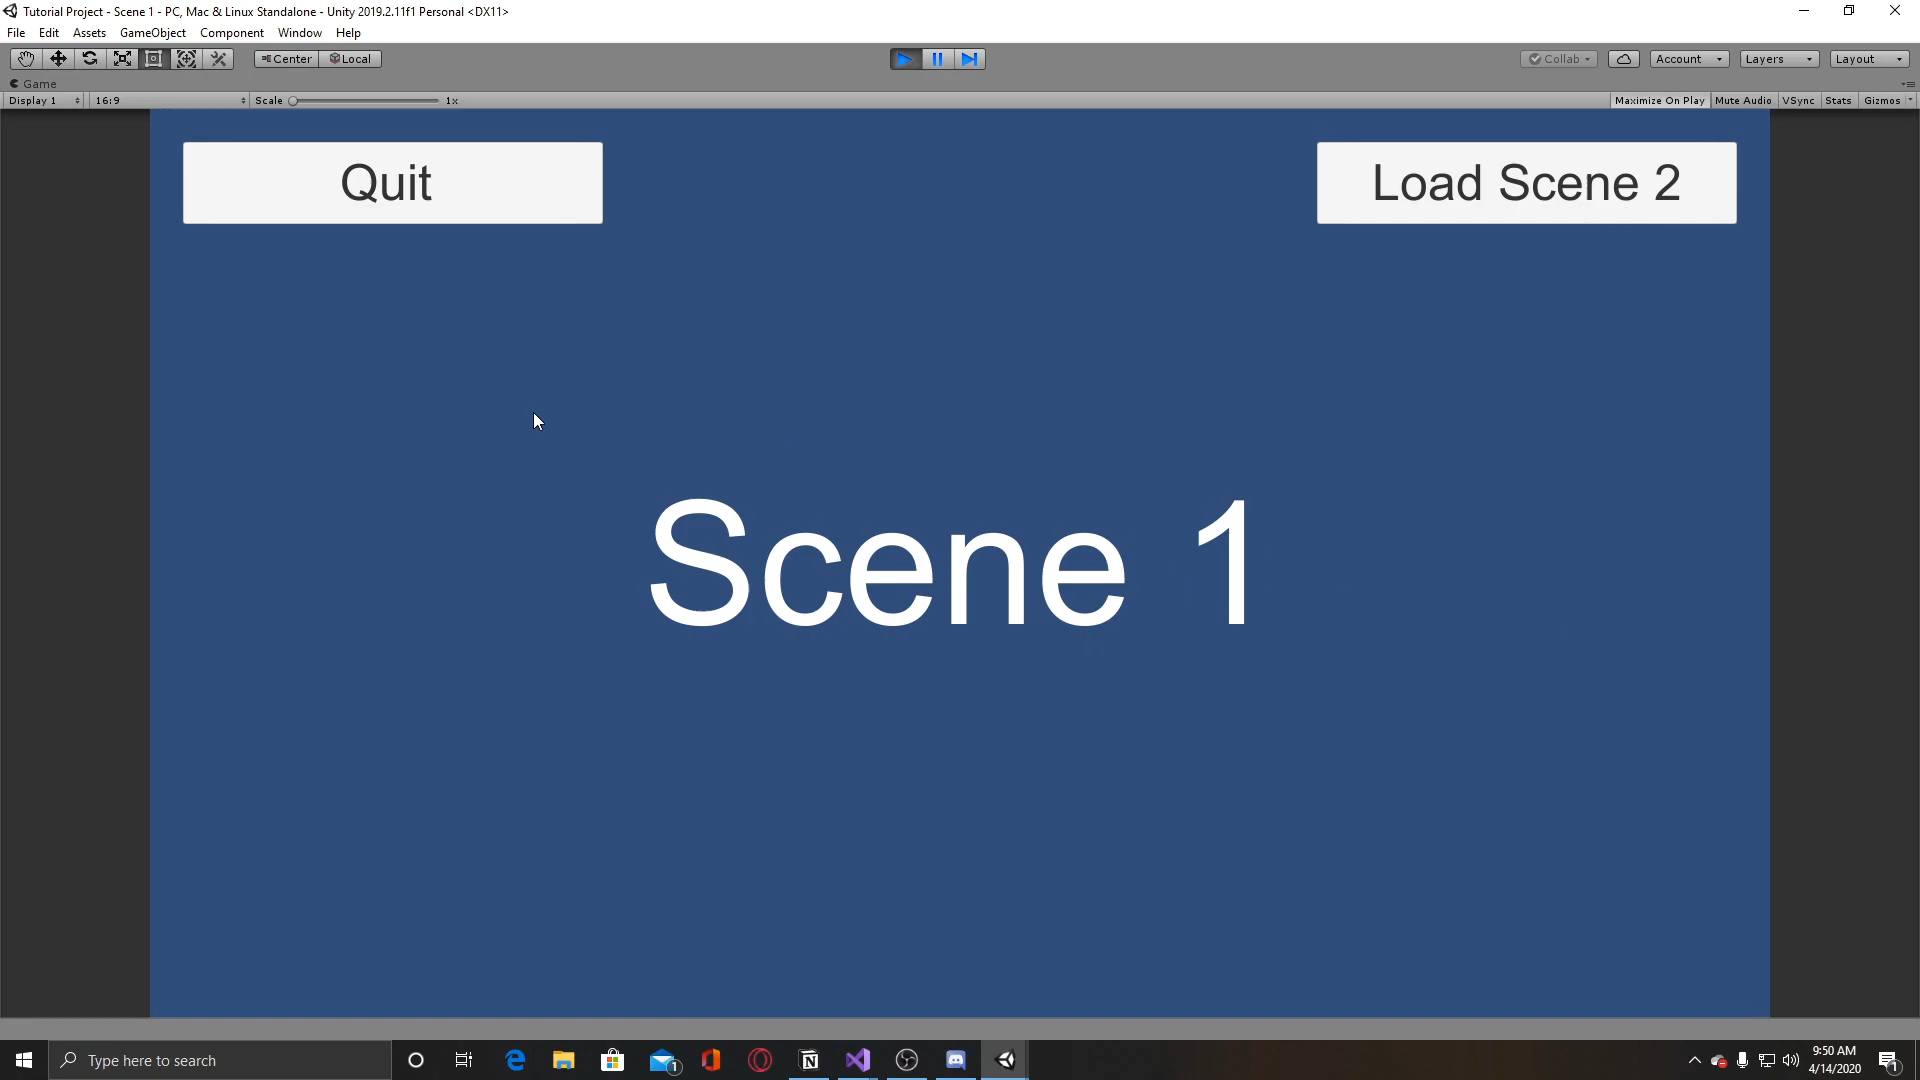 Tutorial Project - Scene 1 - PC, Mac & Linux Standalone - Unity 2019.2.11f1 Personal <DX11>
File Edit Assets GameObject Component Window Help
Center Local Collab Account Layers Layout
Game
Display 1 16:9 Scale 1x Maximize On Play Mute Audio VSync Stats Gizmos
Quit Load Scene 2
Scene 1
Type here to search 1 9:50 AM 1
4/14/2020